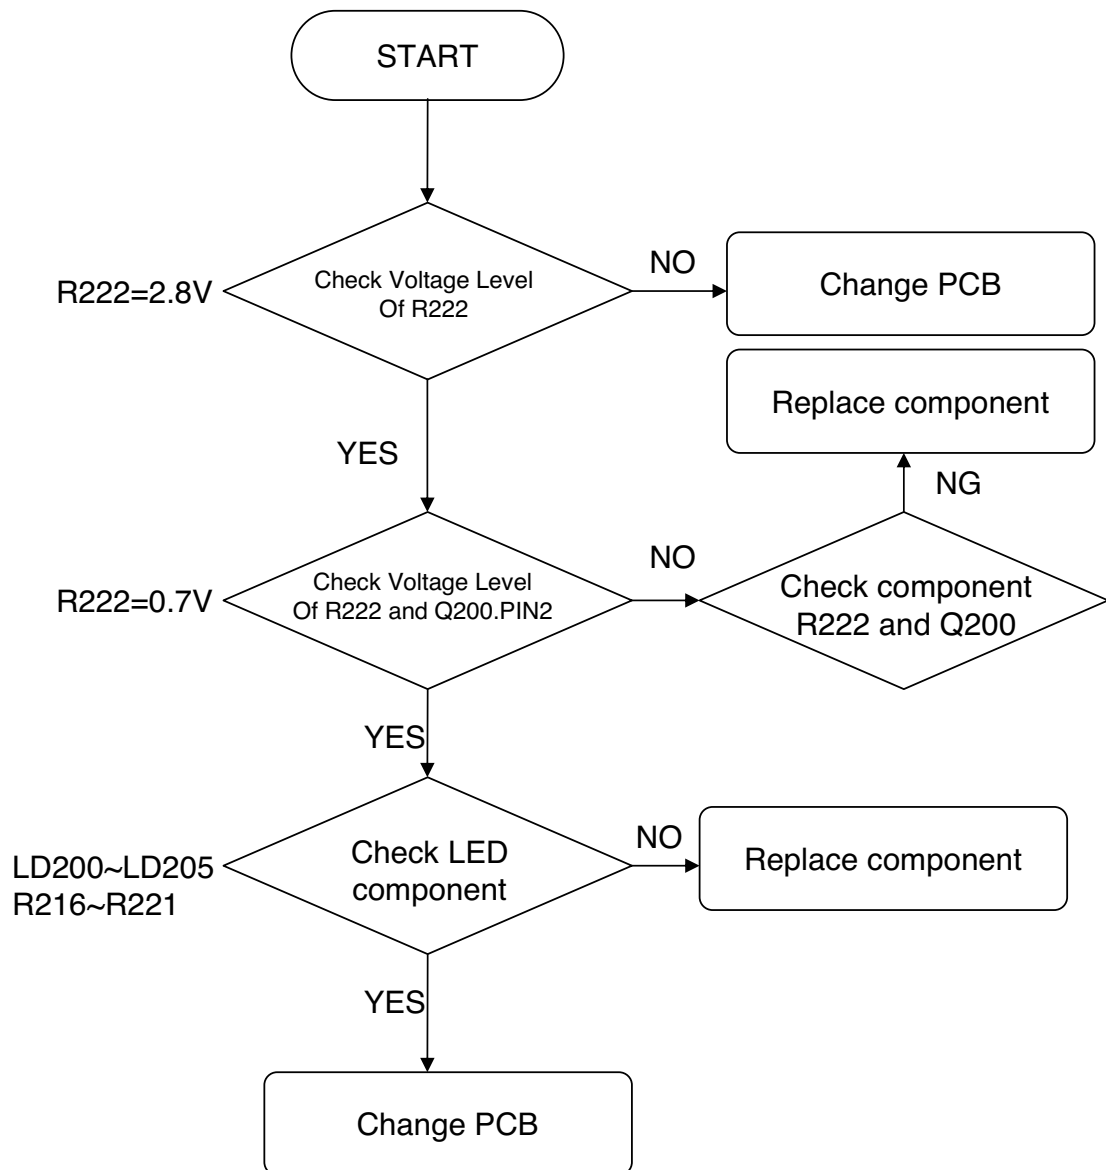 START
R222=2.8V
Check Voltage Level
Of R222
NO
Change PCB
Replace component
YES
NG
R222=0.7V
Check Voltage Level
Of R222 and Q200.PIN2
NO
Check component
R222 and Q200
YES
LD200~LD205
R216~R221
Check LED
component
NO
Replace component
YES
Change PCB